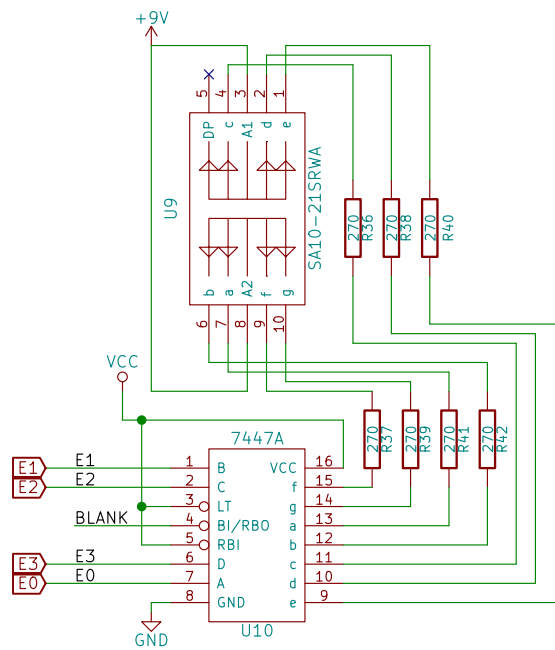 +9V
5 4 3 2 1
DP c A1 d e
U9
SA10-21SRWA
b a A2 f g
6 7 8 9 10
270 R36
270 R38
270 R40
VCC
270 R37
270 R39
270 R41
270 R42
7447A
E1 E1 1 B VCC 16
E2 E2 2 C f 15
3 LT g 14
BLANK 4 BI/RBO a 13
5 RBI b 12
E3 E3 6 D c 11
E0 E0 7 A d 10
8 GND e 9
GND
U10